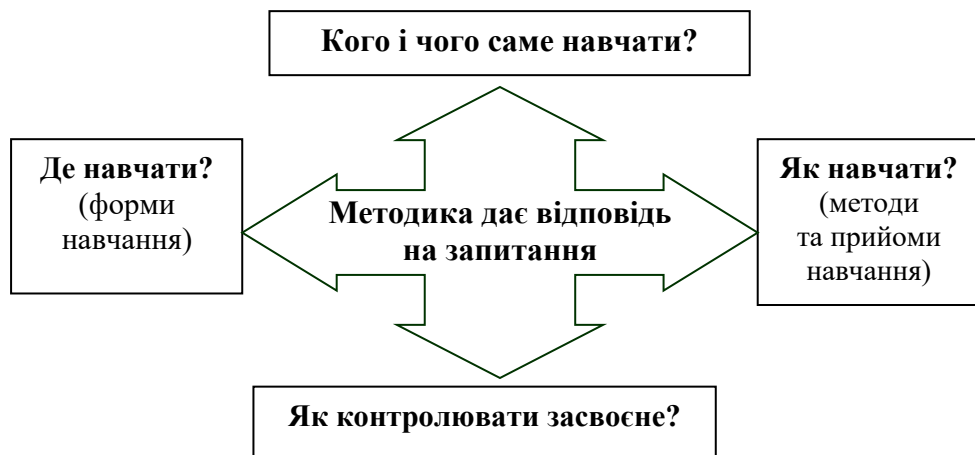 Кого і чого саме навчати?
Де навчати?
(форми
навчання)
Методика дає відповідь
на запитання
Як навчати?
(методи
та прийоми
навчання)
Як контролювати засвоєне?